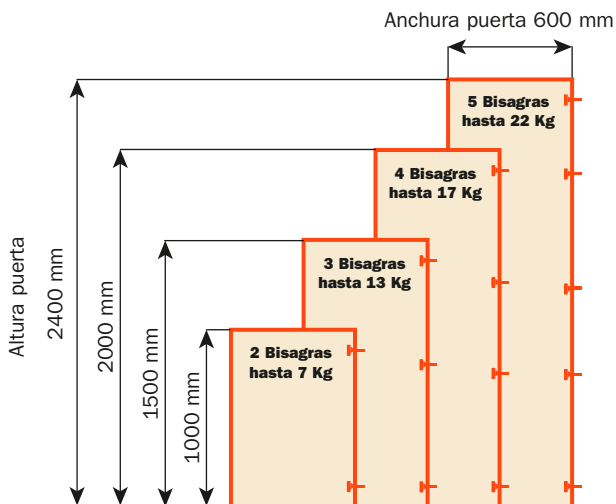 Anchura puerta 600 mm
5 Bisagras
hasta 22 Kg
4 Bisagras
hasta 17 Kg
3 Bisagras
hasta 13 Kg
2 Bisagras
hasta 7 Kg
Altura puerta
2400 mm
2000 mm
1500 mm
1000 mm